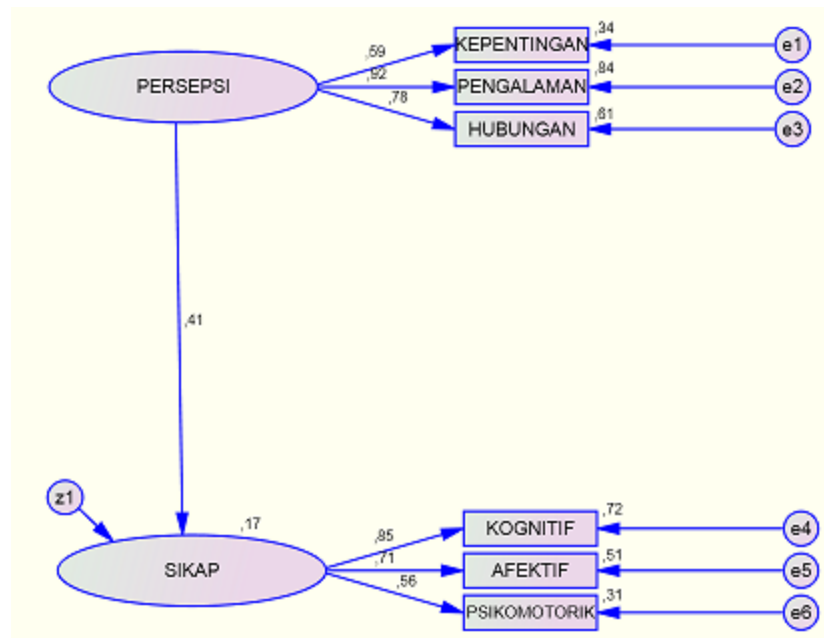 ,34
,59
KEPENTINGAN
e1
PERSEPSI
,92
,84
PENGALAMAN
e2
,78
,61
HUBUNGAN
e3
,41
z1
,17
,72
,85
KOGNITIF
e4
SIKAP
,71
,51
AFEKTIF
e5
,56
,31
PSIKOMOTORIK
e6